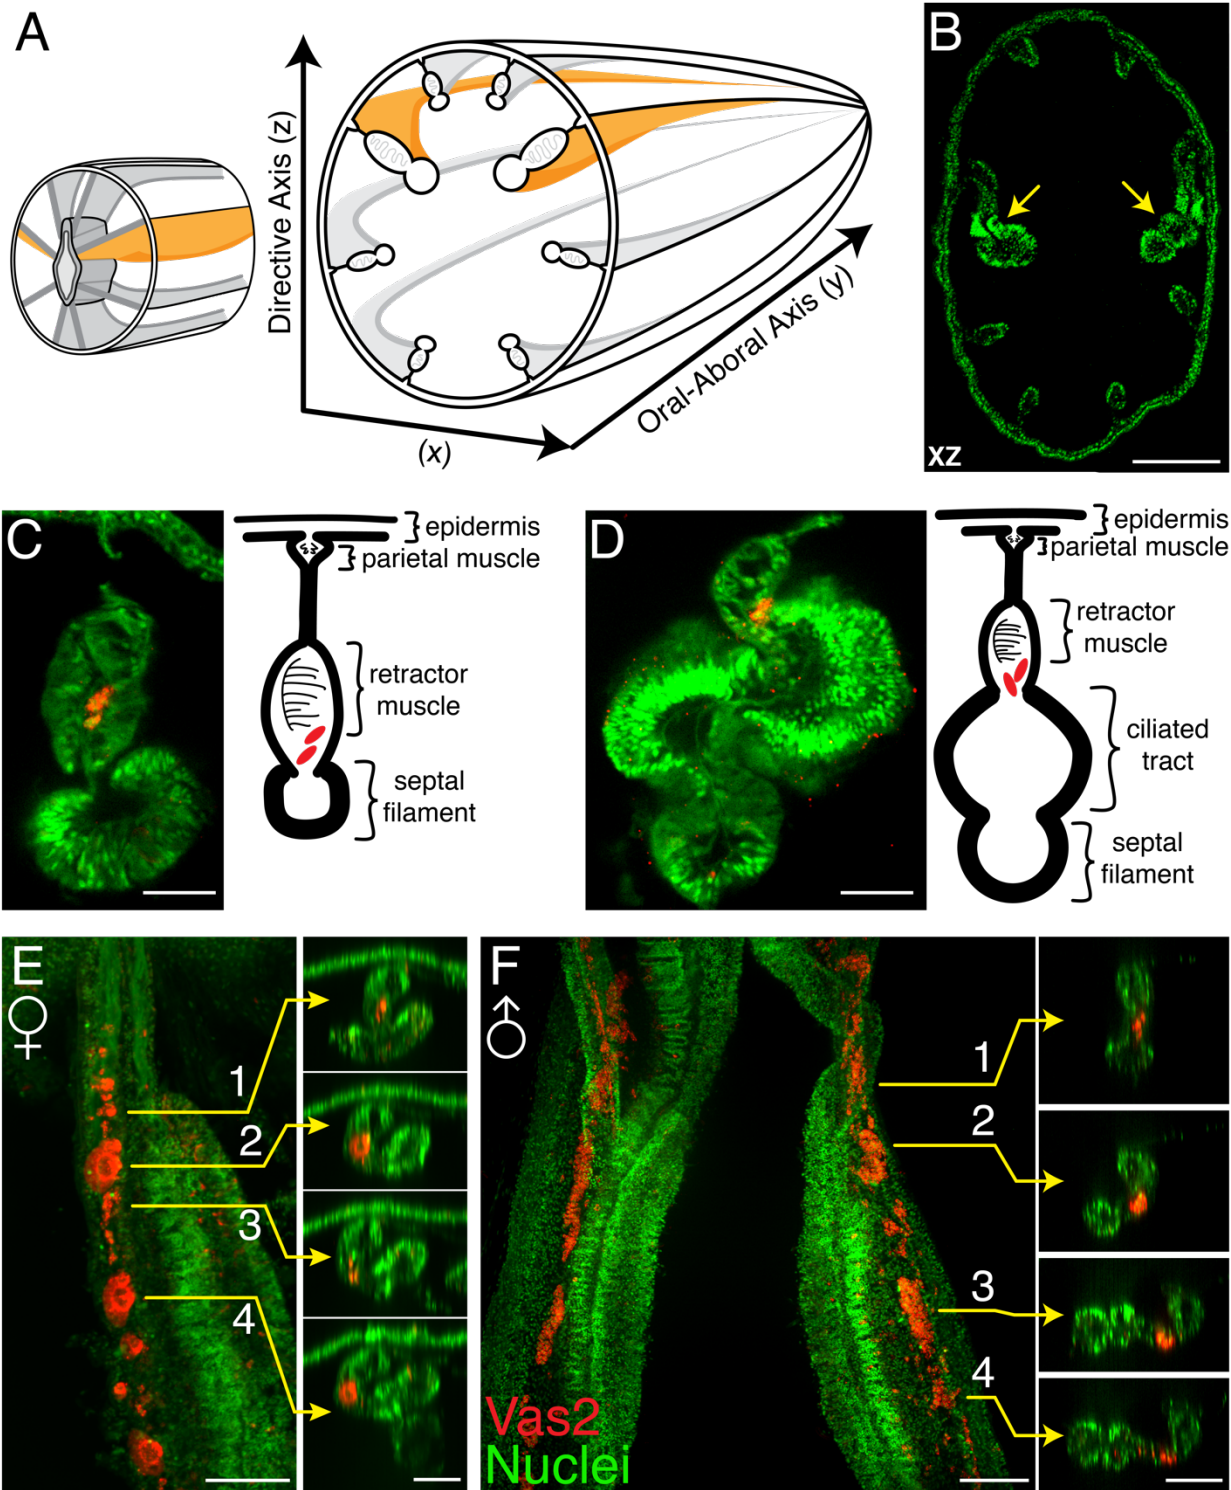 A
Directive Axis (z)
(x)
Oral-Aboral Axis (y)
B
xz
C
epidermis
parietal muscle
retractor
muscle
septal
filament
D
epidermis
parietal muscle
retractor
muscle
ciliated
tract
septal
filament
E
♀
1
2
3
4
F
♂
1
2
3
4
Vas2
Nuclei